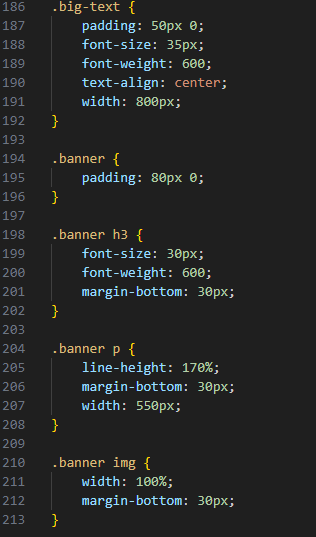 186 .big-text {
187     padding: 50px 0;
188     font-size: 35px;
189     font-weight: 600;
190     text-align: center;
191     width: 800px;
192 }
193
194 .banner {
195     padding: 80px 0;
196 }
197
198 .banner h3 {
199     font-size: 30px;
200     font-weight: 600;
201     margin-bottom: 30px;
202 }
203
204 .banner p {
205     line-height: 170%;
206     margin-bottom: 30px;
207     width: 550px;
208 }
209
210 .banner img {
211     width: 100%;
212     margin-bottom: 30px;
213 }